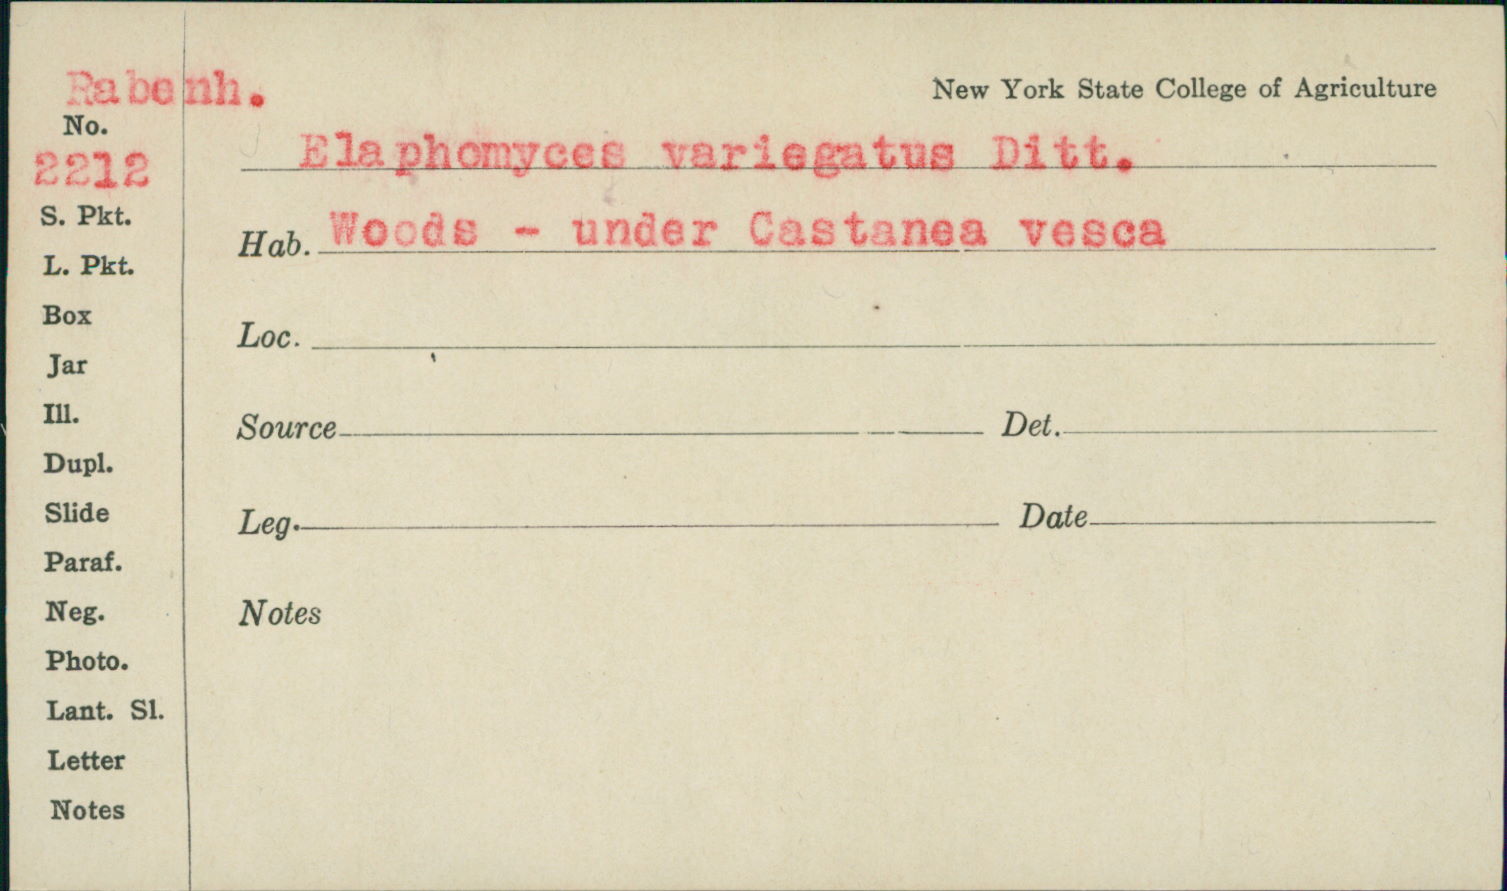 Rabenh.
New York State College of Agriculture
No.
2212
Elaphomyces variegatus Ditt.
S. Pkt.
Hab. Woods - under Castanea vesca
L. Pkt.
Box
Loc.
Jar
Ill.
Source Det.
Dupl.
Slide
Leg. Date
Paraf.
Neg.
Notes
Photo.
Lant. Sl.
Letter
Notes